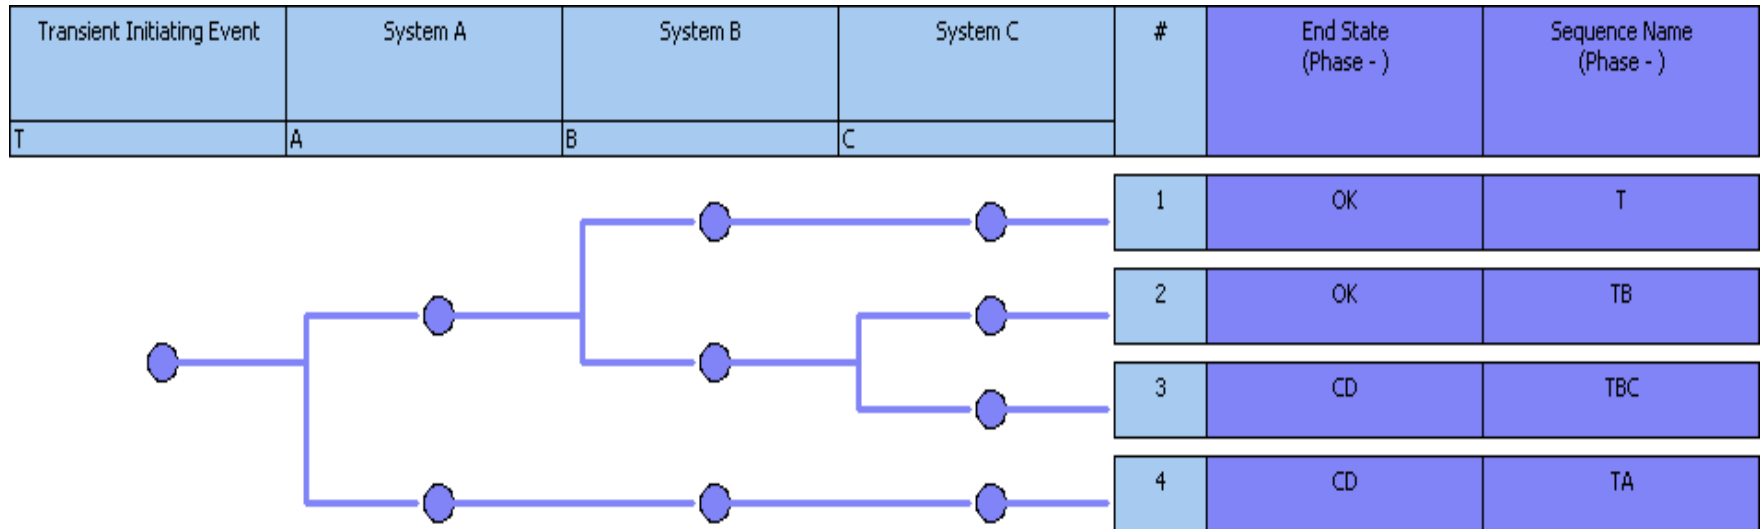 Transient Initiating Event
System A
System B
System C
#
End State
(Phase - )
Sequence Name
(Phase - )
T
A
B
C
1
OK
T
2
OK
TB
3
CD
TBC
4
CD
TA